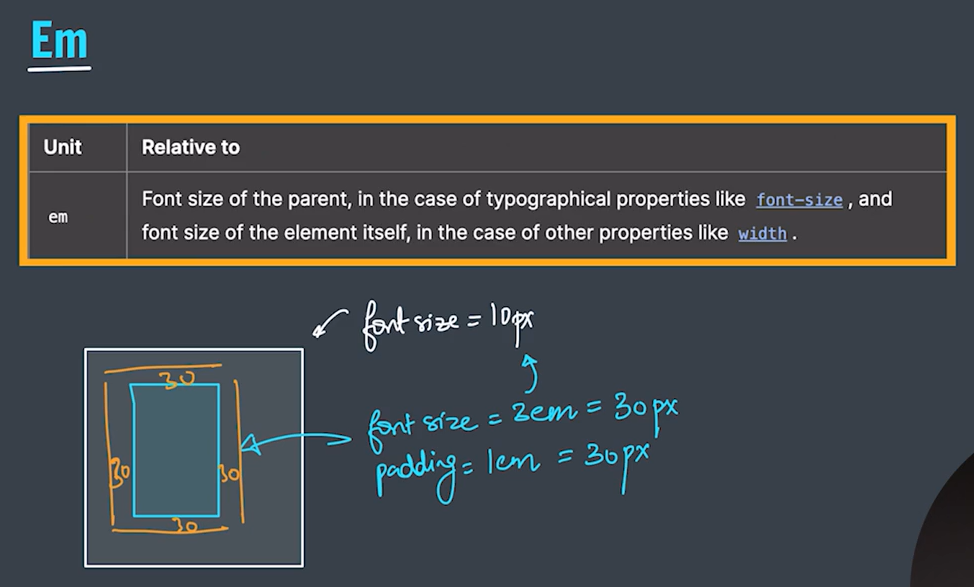 Em
Unit
Relative to
em
Font size of the parent, in the case of typographical properties like font-size , and
font size of the element itself, in the case of other properties like width .
font size = 10px
font size = 3em = 30px
padding = 1em = 30px
30
30
30
30